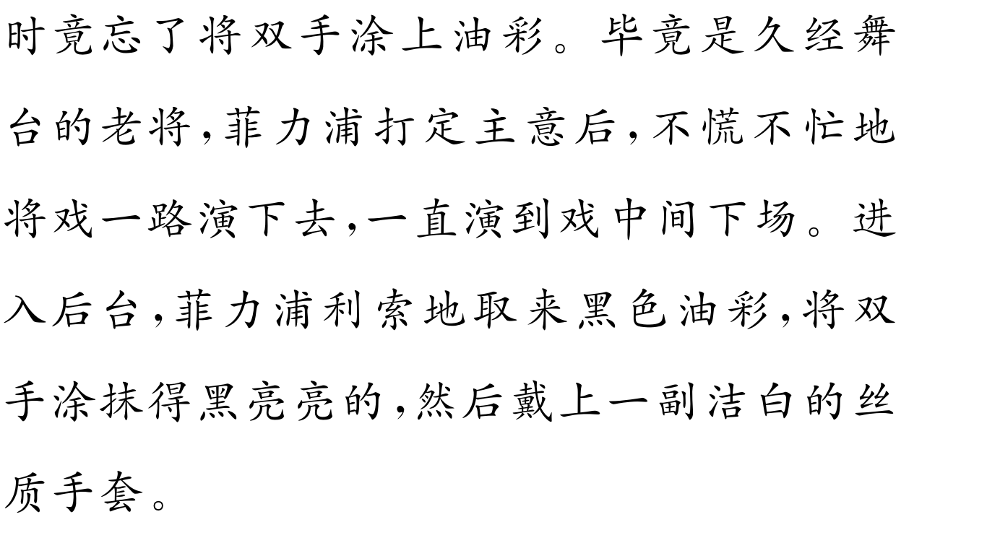 时竟忘了将双手涂上油彩。毕竟是久经舞
台的老将,菲力浦打定主意后,不慌不忙地
将戏一路演下去,一直演到戏中间下场。进
入后台,菲力浦利索地取来黑色油彩,将双
手涂抹得黑亮亮的,然后戴上一副洁白的丝
质手套。